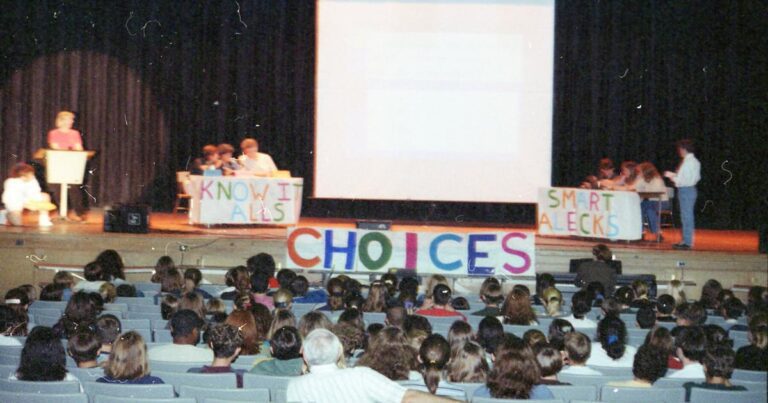 KNOW IT
ALLS
SMART
ALECKS
CHOICES